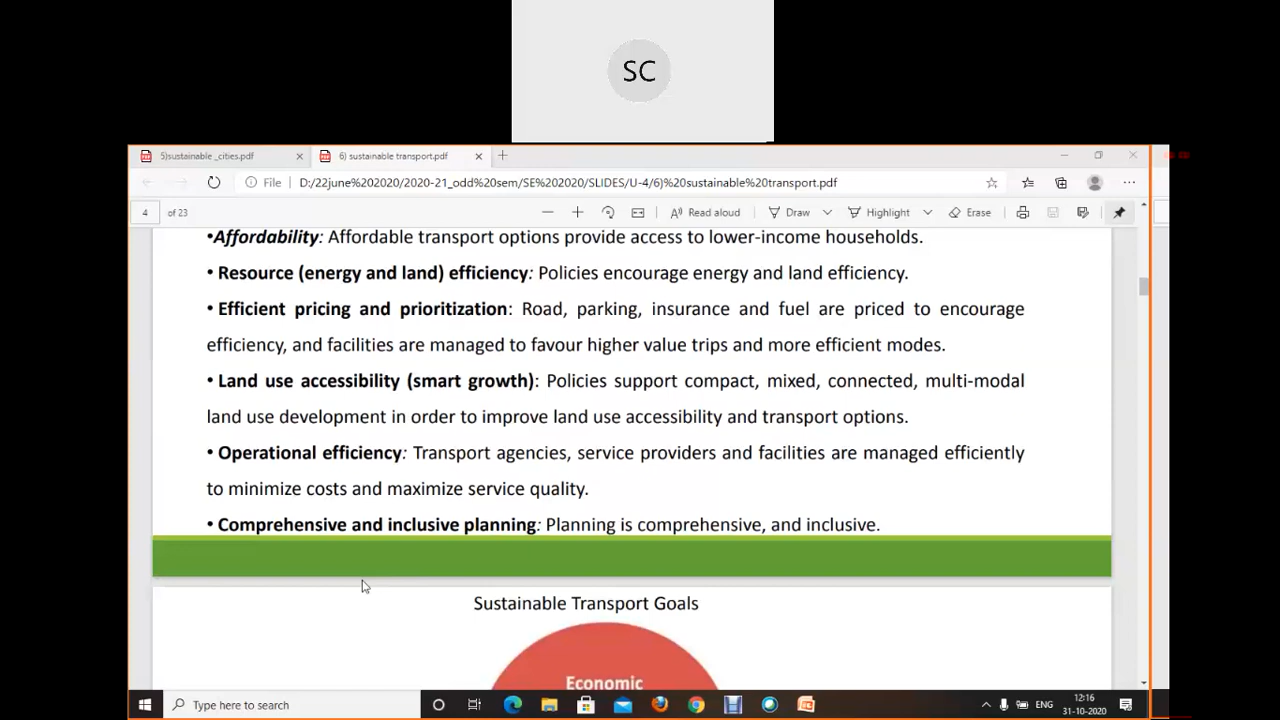 SC
5)sustainable _cities.pdf
6) sustainable transport.pdf
File D:/22june%202020/2020-21_odd%20sem/SE%202020/SLIDES/U-4/6)%20sustainable%20transport.pdf
4 of 23 Read aloud Draw Highlight Erase
•Affordability: Affordable transport options provide access to lower-income households.
• Resource (energy and land) efficiency: Policies encourage energy and land efficiency.
• Efficient pricing and prioritization: Road, parking, insurance and fuel are priced to encourage
efficiency, and facilities are managed to favour higher value trips and more efficient modes.
• Land use accessibility (smart growth): Policies support compact, mixed, connected, multi-modal
land use development in order to improve land use accessibility and transport options.
• Operational efficiency: Transport agencies, service providers and facilities are managed efficiently
to minimize costs and maximize service quality.
• Comprehensive and inclusive planning: Planning is comprehensive, and inclusive.
Sustainable Transport Goals
Economic
Type here to search
ENG
12:16
31-10-2020